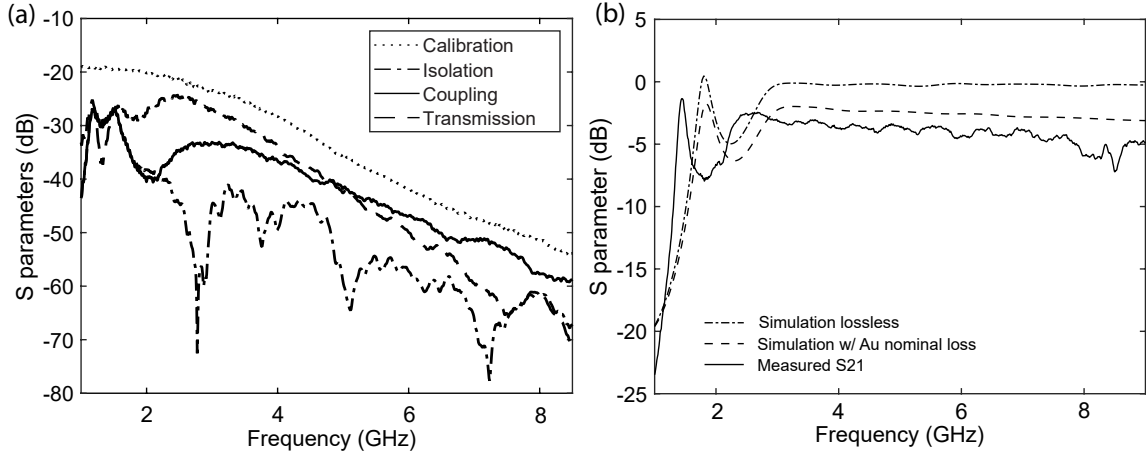 (a)
-10
-20
-30
-40
-50
-60
-70
-80
S parameters (dB)
2
4
6
8
Frequency (GHz)
Calibration
Isolation
Coupling
Transmission
(b)
5
0
-5
-10
-15
-20
-25
S parameter (dB)
2
4
6
8
Frequency (GHz)
Simulation lossless
Simulation w/ Au nominal loss
Measured S21